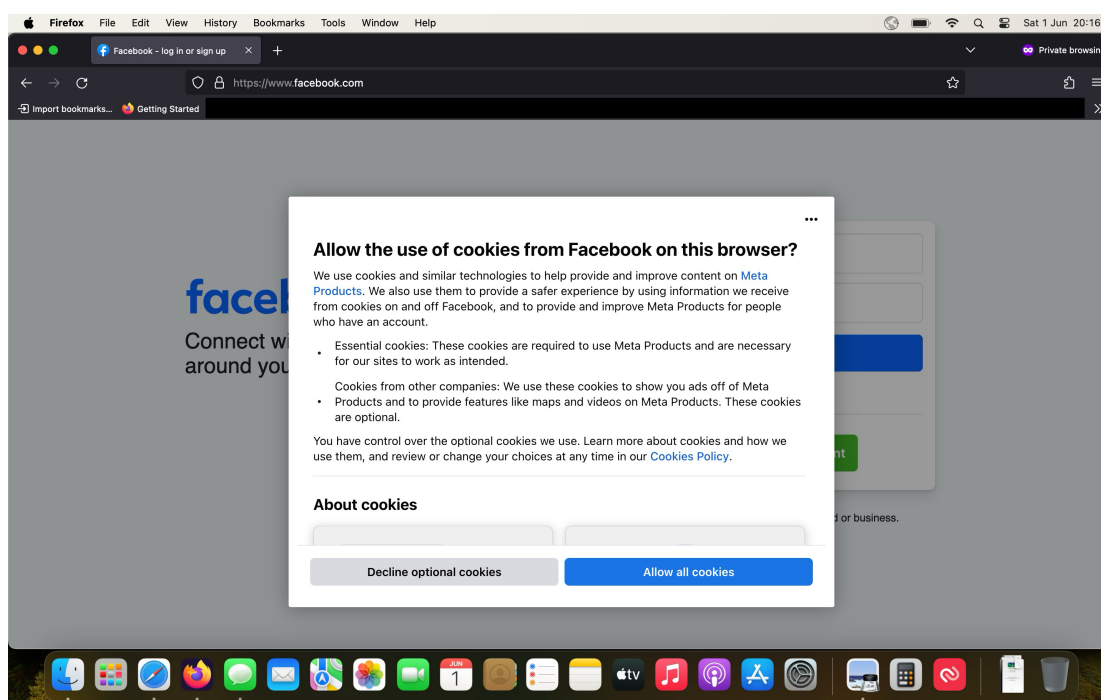 Firefox File Edit View History Bookmarks Tools Window Help Sat 1 Jun 20:16
Facebook - log in or sign up Private browsin
https://www.facebook.com
Import bookmarks... Getting Started
Allow the use of cookies from Facebook on this browser?
We use cookies and similar technologies to help provide and improve content on Meta
Products. We also use them to provide a safer experience by using information we receive
from cookies on and off Facebook, and to provide and improve Meta Products for people
who have an account.
• Essential cookies: These cookies are required to use Meta Products and are necessary
for our sites to work as intended.
Cookies from other companies: We use these cookies to show you ads off of Meta
• Products and to provide features like maps and videos on Meta Products. These cookies
are optional.
You have control over the optional cookies we use. Learn more about cookies and how we
use them, and review or change your choices at any time in our Cookies Policy.
About cookies
Decline optional cookies Allow all cookies
faceb
Connect wi
around you
nt
d or business.
JUN
1
tv